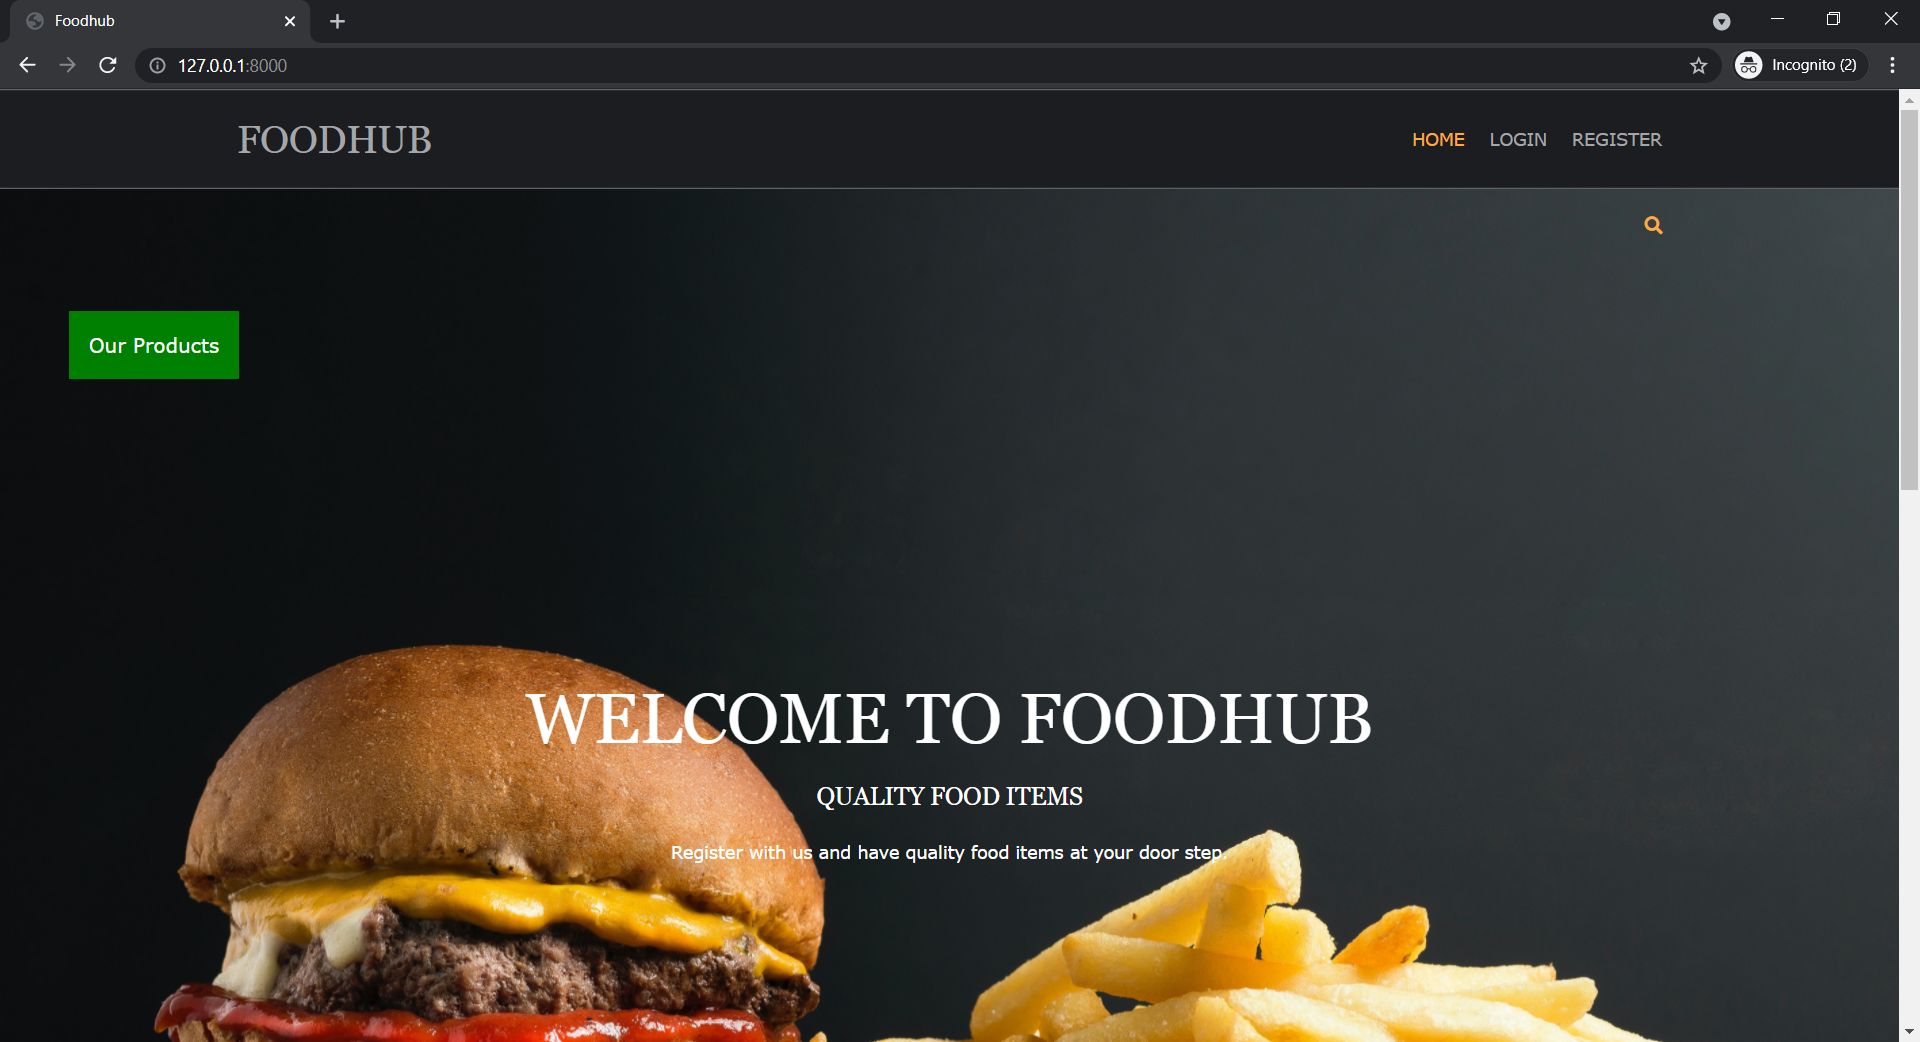 Foodhub
127.0.0.1:8000
Incognito (2)
FOODHUB
HOME LOGIN REGISTER
Our Products
WELCOME TO FOODHUB
QUALITY FOOD ITEMS
Register with us and have quality food items at your door step.